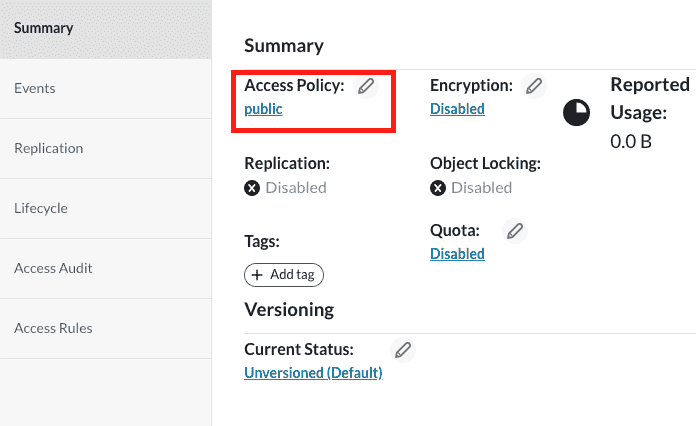 Summary
Events
Replication
Lifecycle
Access Audit
Access Rules
Summary
Access Policy:
public
Encryption:
Disabled
Reported
Usage:
0.0 B
Replication:
Disabled
Object Locking:
Disabled
Tags:
+ Add tag
Quota:
Disabled
Versioning
Current Status:
Unversioned (Default)